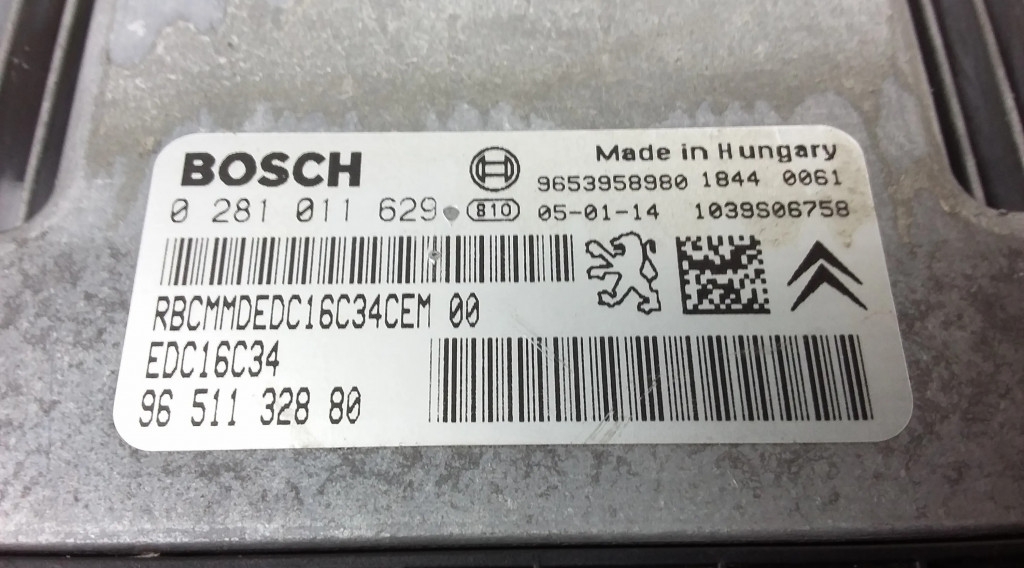 BOSCH
Made in Hungary
9653958980 1844 0061
0 281 011 629 810 05-01-14 1039S06758
RBCMMDEDC16C34CEM 00
EDC16C34
96 511 328 80